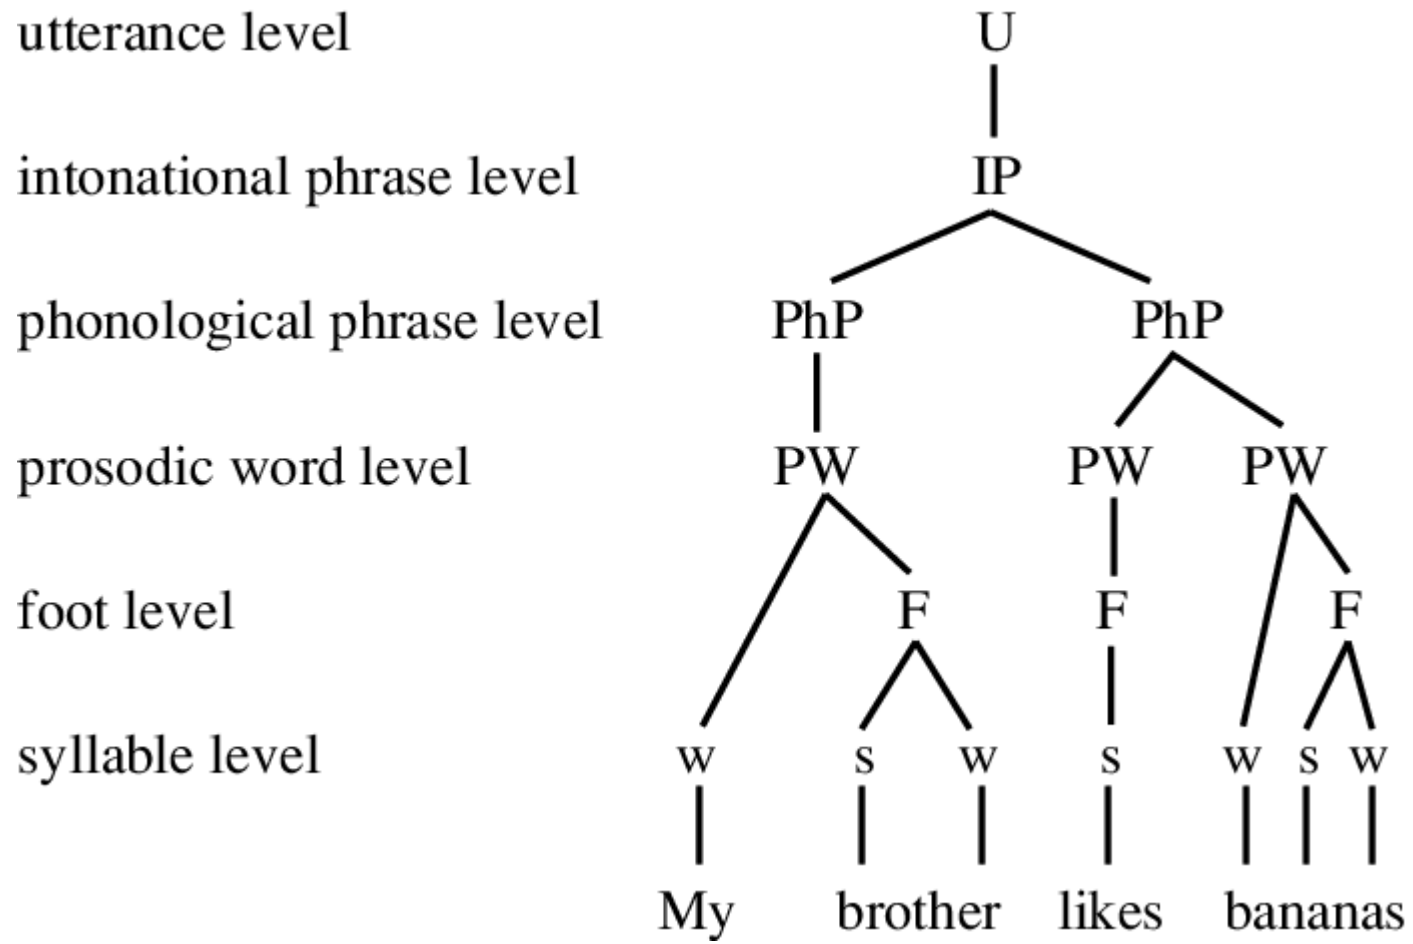 utterance level U
intonational phrase level IP
phonological phrase level PhP PhP
prosodic word level PW PW PW
foot level F F F
syllable level w s w s w s w
My brother likes bananas